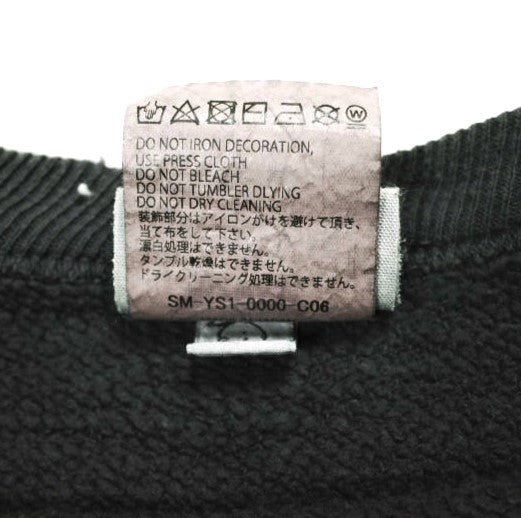 DO NOT IRON DECORATION,
USE PRESS CLOTH
DO NOT BLEACH
DO NOT TUMBLER DLYING
DO NOT DRY CLEANING
装飾部分はアイロンがけを避けて頂き、
当て布をして下さい。
漂白処理はできません。
タンブル乾燥はできません。
ドライクリーニング処理はできません。
SM-YS1-0000-C06